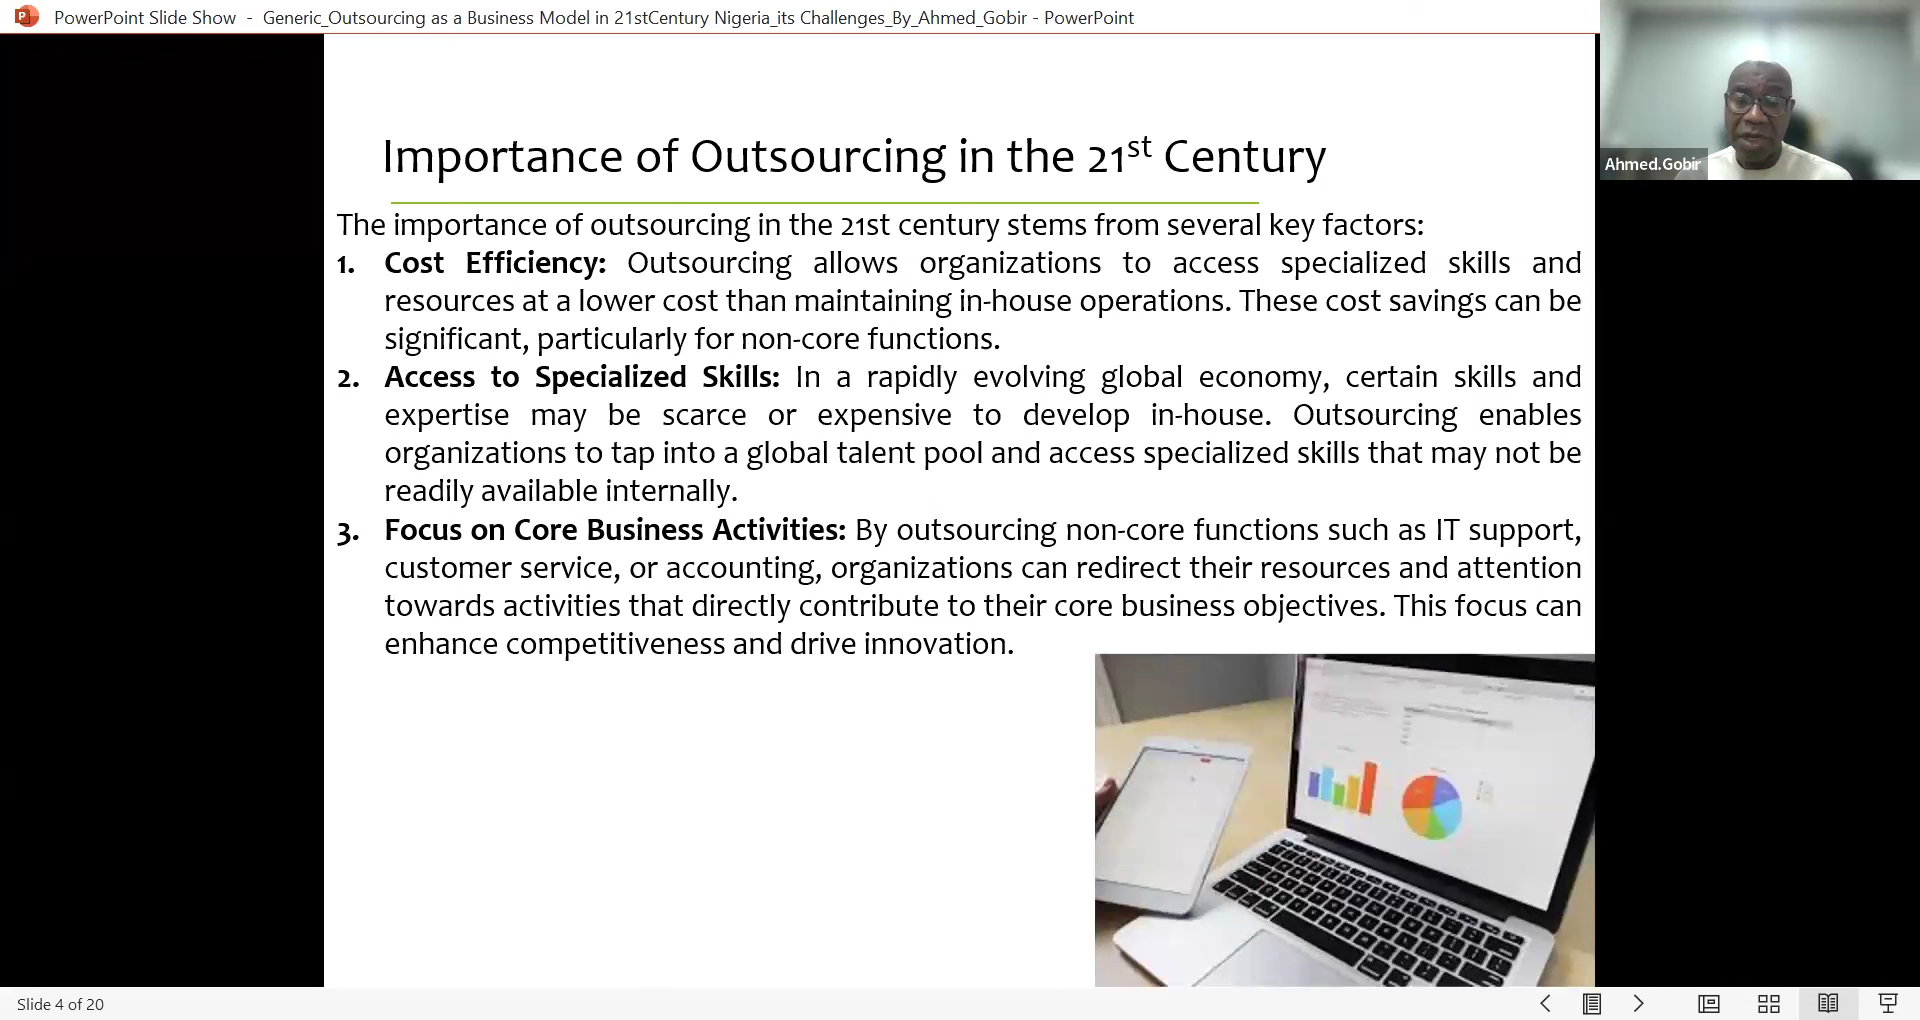 PowerPoint Slide Show - Generic_Outsourcing as a Business Model in 21stCentury Nigeria_its Challenges_By_Ahmed_Gobir - PowerPoint
Ahmed.Gobir
Importance of Outsourcing in the 21st Century
The importance of outsourcing in the 21st century stems from several key factors:
1. Cost Efficiency: Outsourcing allows organizations to access specialized skills and
resources at a lower cost than maintaining in-house operations. These cost savings can be
significant, particularly for non-core functions.
2. Access to Specialized Skills: In a rapidly evolving global economy, certain skills and
expertise may be scarce or expensive to develop in-house. Outsourcing enables
organizations to tap into a global talent pool and access specialized skills that may not be
readily available internally.
3. Focus on Core Business Activities: By outsourcing non-core functions such as IT support,
customer service, or accounting, organizations can redirect their resources and attention
towards activities that directly contribute to their core business objectives. This focus can
enhance competitiveness and drive innovation.
Slide 4 of 20